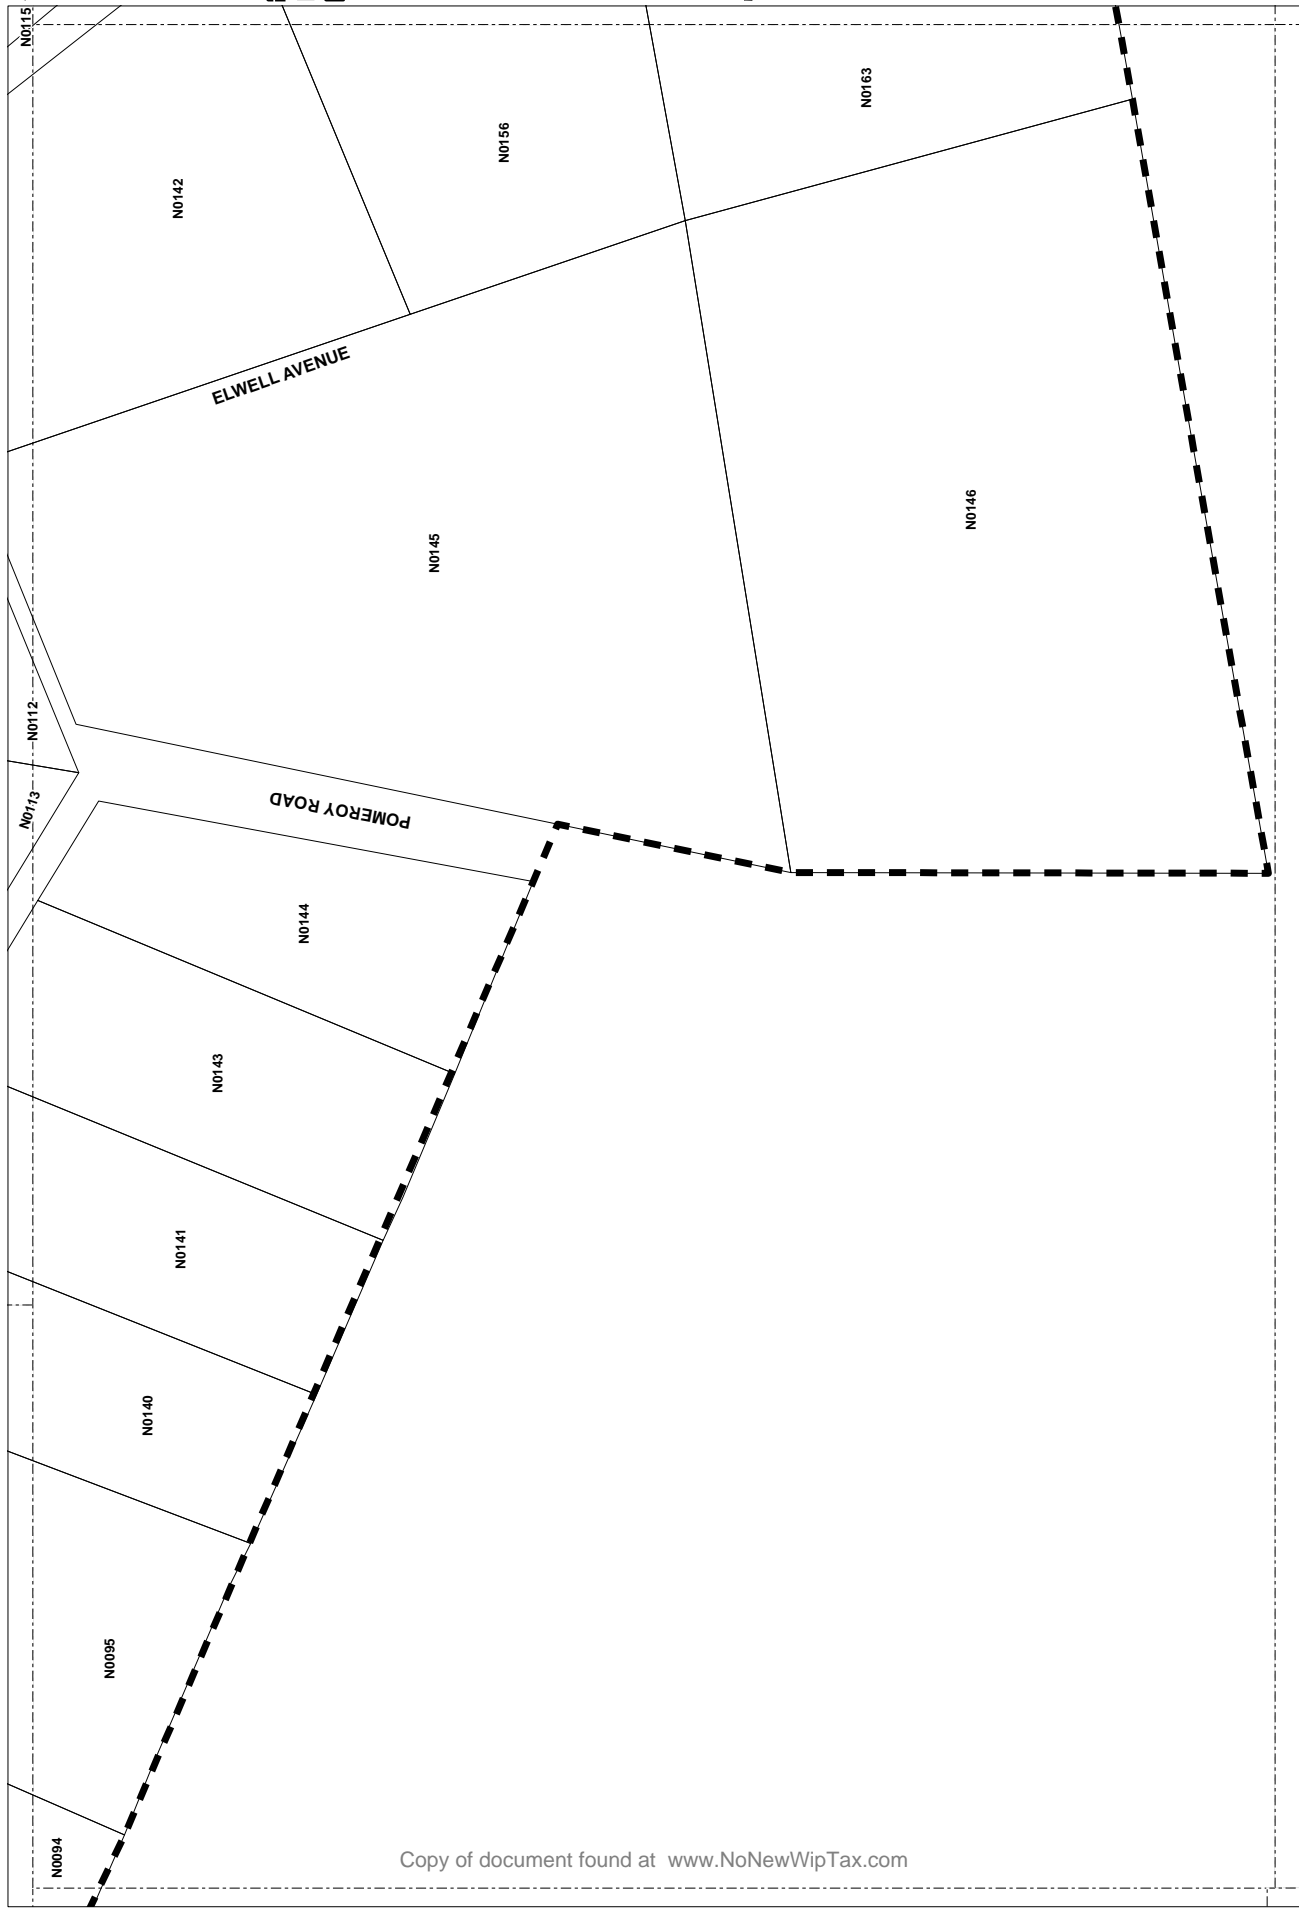 N0115
N0163
N0156
N0142
ELWELL AVENUE
N0146
N0145
N0112
N0113
POMEROY ROAD
N0144
N0143
N0141
N0140
N0095
N0094
Copy of document found at www.NoNewWipTax.com